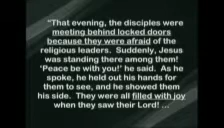 "That evening, the disciples were
meeting behind locked doors
because they were afraid of the
religious leaders. Suddenly, Jesus
was standing there among them!
'Peace be with you!' he said. As he
spoke, he held out his hands for
them to see, and he showed them
his side. They were all filled with joy
when they saw their Lord! ...